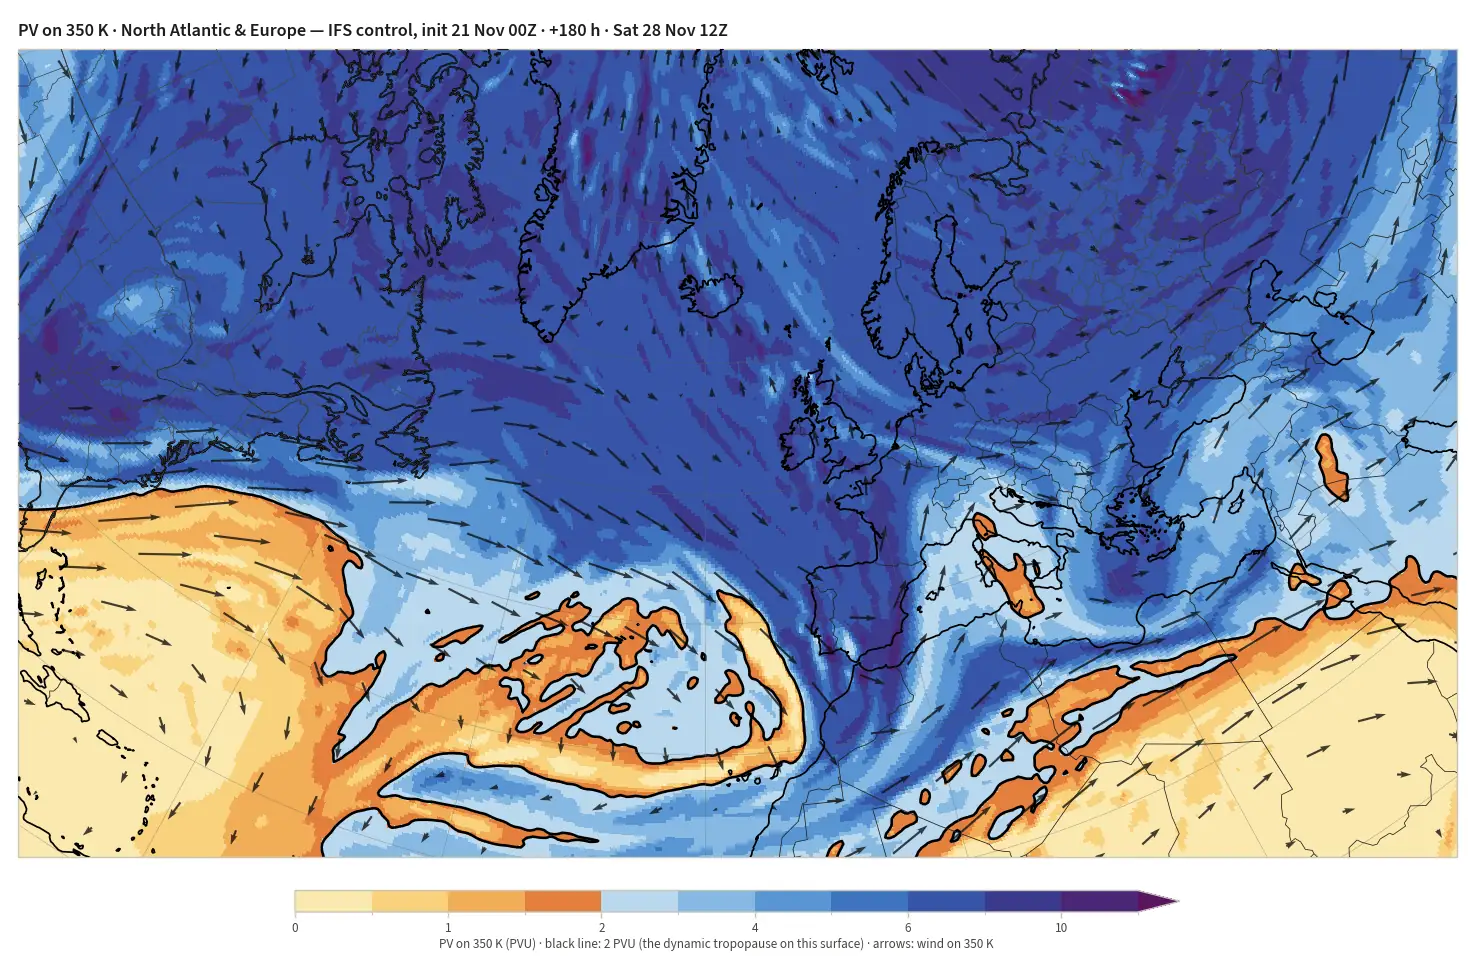 PV on 350 K · North Atlantic & Europe — IFS control, init 21 Nov 00Z · +180 h · Sat 28 Nov 12Z
0 1 2 4 6 10
PV on 350 K (PVU) · black line: 2 PVU (the dynamic tropopause on this surface) · arrows: wind on 350 K